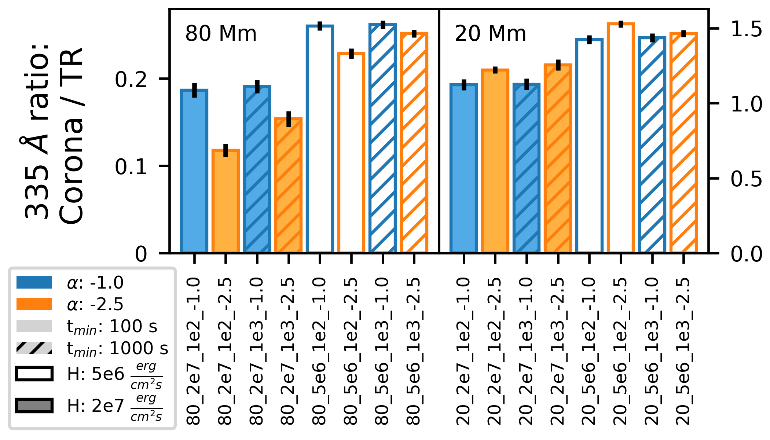 335 Å ratio:
Corona / TR
80 Mm
20 Mm
0.2
0.1
0
1.5
1.0
0.5
0.0
80_2e7_1e2_-1.0
80_2e7_1e2_-2.5
80_2e7_1e3_-1.0
80_2e7_1e3_-2.5
80_5e6_1e2_-1.0
80_5e6_1e2_-2.5
80_5e6_1e3_-1.0
80_5e6_1e3_-2.5
20_2e7_1e2_-1.0
20_2e7_1e2_-2.5
20_2e7_1e3_-1.0
20_2e7_1e3_-2.5
20_5e6_1e2_-1.0
20_5e6_1e2_-2.5
20_5e6_1e3_-1.0
20_5e6_1e3_-2.5
α: -1.0
α: -2.5
t_min: 100 s
t_min: 1000 s
H: 5e6 erg/cm²s
H: 2e7 erg/cm²s